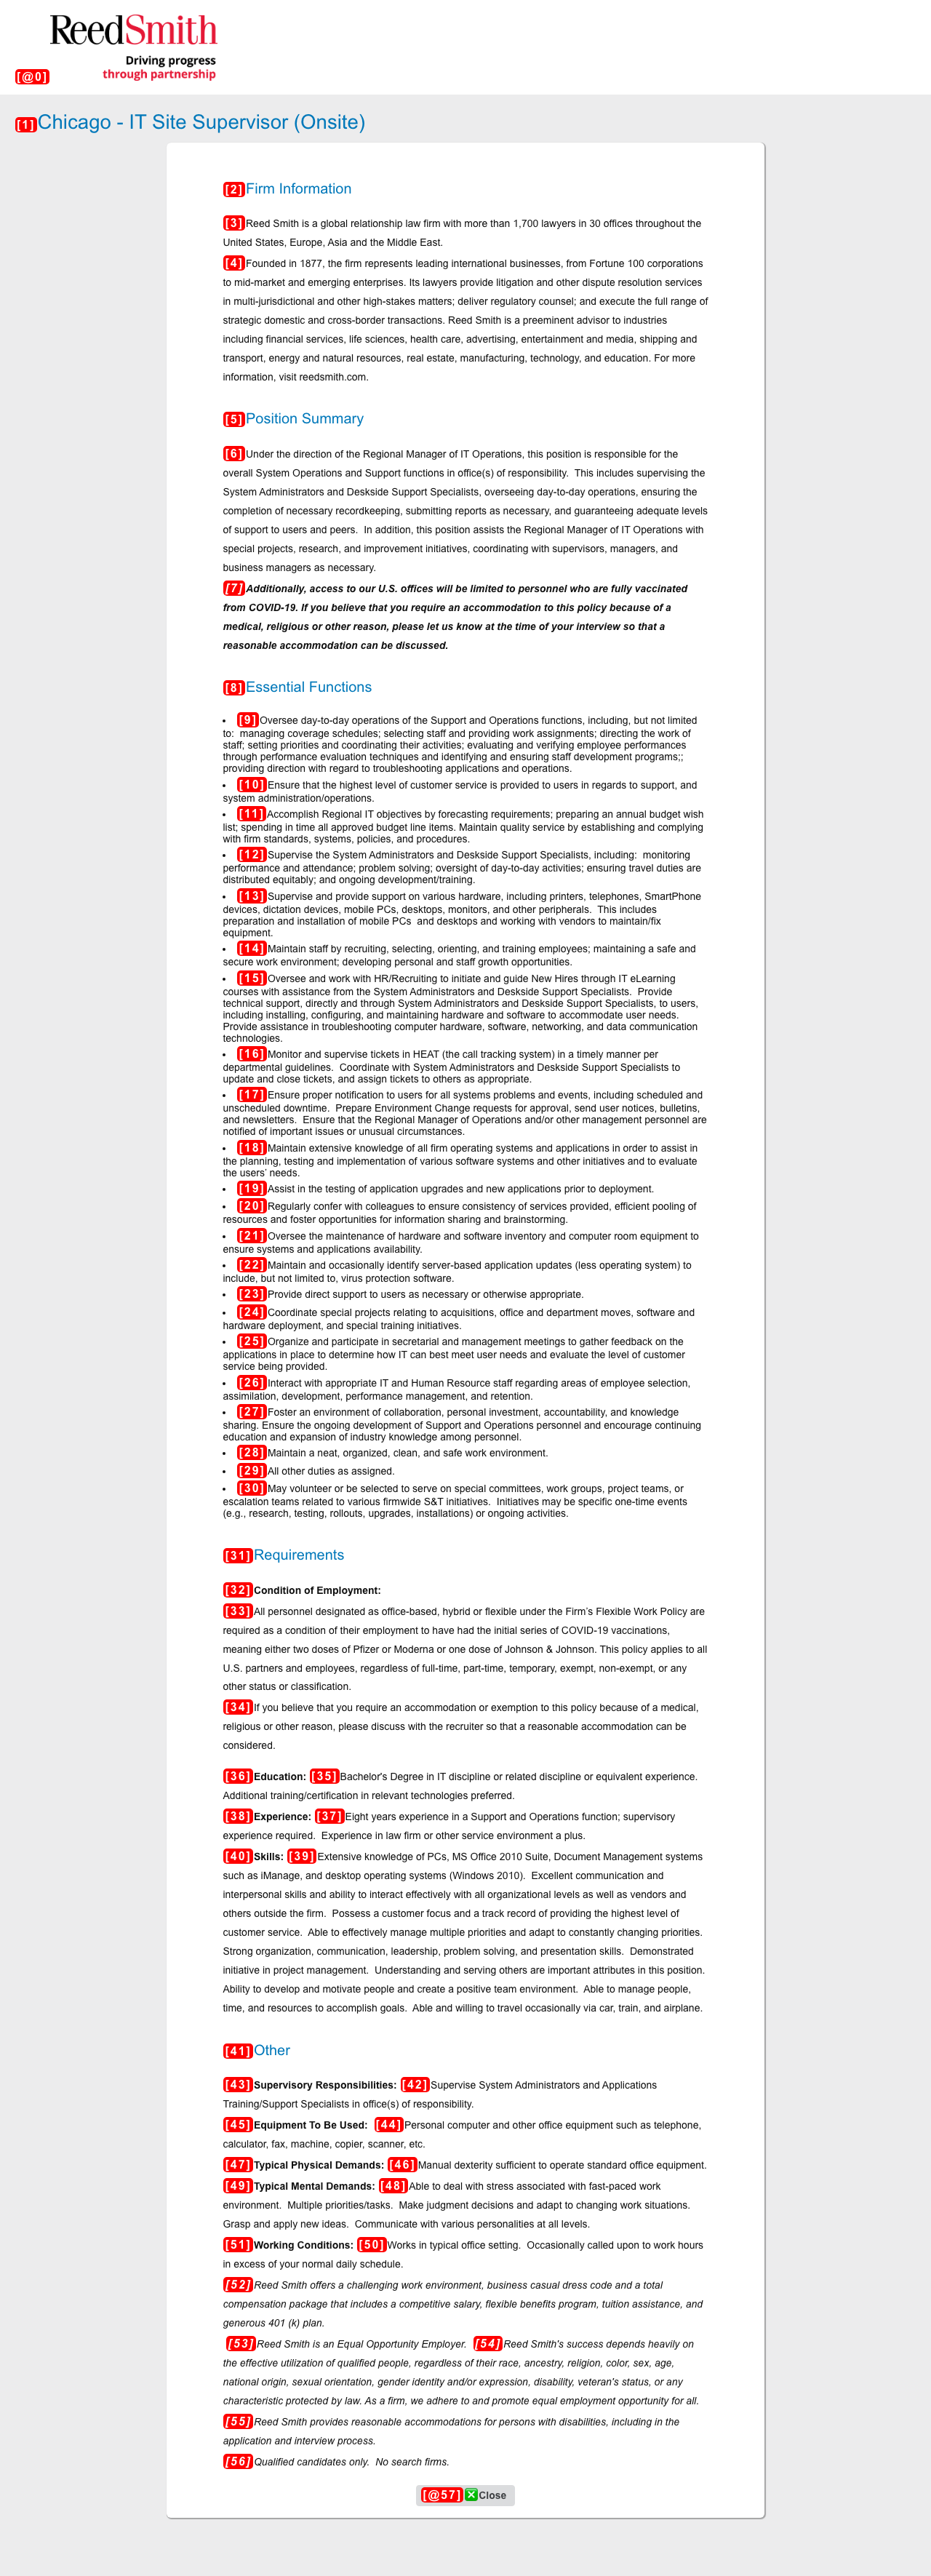 ReedSmith
Driving progress
[@0] through partnership
[1]Chicago - IT Site Supervisor (Onsite)
[2]Firm Information
[3]Reed Smith is a global relationship law firm with more than 1,700 lawyers in 30 offices throughout the
United States, Europe, Asia and the Middle East.
[4]Founded in 1877, the firm represents leading international businesses, from Fortune 100 corporations
to mid-market and emerging enterprises. Its lawyers provide litigation and other dispute resolution services
in multi-jurisdictional and other high-stakes matters; deliver regulatory counsel; and execute the full range of
strategic domestic and cross-border transactions. Reed Smith is a preeminent advisor to industries
including financial services, life sciences, health care, advertising, entertainment and media, shipping and
transport, energy and natural resources, real estate, manufacturing, technology, and education. For more
information, visit reedsmith.com.
[5]Position Summary
[6]Under the direction of the Regional Manager of IT Operations, this position is responsible for the
overall System Operations and Support functions in office(s) of responsibility.  This includes supervising the
System Administrators and Deskside Support Specialists, overseeing day-to-day operations, ensuring the
completion of necessary recordkeeping, submitting reports as necessary, and guaranteeing adequate levels
of support to users and peers.  In addition, this position assists the Regional Manager of IT Operations with
special projects, research, and improvement initiatives, coordinating with supervisors, managers, and
business managers as necessary.
[7]Additionally, access to our U.S. offices will be limited to personnel who are fully vaccinated
from COVID-19. If you believe that you require an accommodation to this policy because of a
medical, religious or other reason, please let us know at the time of your interview so that a
reasonable accommodation can be discussed.
[8]Essential Functions
• [9]Oversee day-to-day operations of the Support and Operations functions, including, but not limited
to:  managing coverage schedules; selecting staff and providing work assignments; directing the work of
staff; setting priorities and coordinating their activities; evaluating and verifying employee performances
through performance evaluation techniques and identifying and ensuring staff development programs;;
providing direction with regard to troubleshooting applications and operations.
• [10]Ensure that the highest level of customer service is provided to users in regards to support, and
system administration/operations.
• [11]Accomplish Regional IT objectives by forecasting requirements; preparing an annual budget wish
list; spending in time all approved budget line items. Maintain quality service by establishing and complying
with firm standards, systems, policies, and procedures.
• [12]Supervise the System Administrators and Deskside Support Specialists, including:  monitoring
performance and attendance; problem solving; oversight of day-to-day activities; ensuring travel duties are
distributed equitably; and ongoing development/training.
• [13]Supervise and provide support on various hardware, including printers, telephones, SmartPhone
devices, dictation devices, mobile PCs, desktops, monitors, and other peripherals.  This includes
preparation and installation of mobile PCs  and desktops and working with vendors to maintain/fix
equipment.
• [14]Maintain staff by recruiting, selecting, orienting, and training employees; maintaining a safe and
secure work environment; developing personal and staff growth opportunities.
• [15]Oversee and work with HR/Recruiting to initiate and guide New Hires through IT eLearning
courses with assistance from the System Administrators and Deskside Support Specialists.  Provide
technical support, directly and through System Administrators and Deskside Support Specialists, to users,
including installing, configuring, and maintaining hardware and software to accommodate user needs.
Provide assistance in troubleshooting computer hardware, software, networking, and data communication
technologies.
• [16]Monitor and supervise tickets in HEAT (the call tracking system) in a timely manner per
departmental guidelines.  Coordinate with System Administrators and Deskside Support Specialists to
update and close tickets, and assign tickets to others as appropriate.
• [17]Ensure proper notification to users for all systems problems and events, including scheduled and
unscheduled downtime.  Prepare Environment Change requests for approval, send user notices, bulletins,
and newsletters.  Ensure that the Regional Manager of Operations and/or other management personnel are
notified of important issues or unusual circumstances.
• [18]Maintain extensive knowledge of all firm operating systems and applications in order to assist in
the planning, testing and implementation of various software systems and other initiatives and to evaluate
the users' needs.
• [19]Assist in the testing of application upgrades and new applications prior to deployment.
• [20]Regularly confer with colleagues to ensure consistency of services provided, efficient pooling of
resources and foster opportunities for information sharing and brainstorming.
• [21]Oversee the maintenance of hardware and software inventory and computer room equipment to
ensure systems and applications availability.
• [22]Maintain and occasionally identify server-based application updates (less operating system) to
include, but not limited to, virus protection software.
• [23]Provide direct support to users as necessary or otherwise appropriate.
• [24]Coordinate special projects relating to acquisitions, office and department moves, software and
hardware deployment, and special training initiatives.
• [25]Organize and participate in secretarial and management meetings to gather feedback on the
applications in place to determine how IT can best meet user needs and evaluate the level of customer
service being provided.
• [26]Interact with appropriate IT and Human Resource staff regarding areas of employee selection,
assimilation, development, performance management, and retention.
• [27]Foster an environment of collaboration, personal investment, accountability, and knowledge
sharing. Ensure the ongoing development of Support and Operations personnel and encourage continuing
education and expansion of industry knowledge among personnel.
• [28]Maintain a neat, organized, clean, and safe work environment.
• [29]All other duties as assigned.
• [30]May volunteer or be selected to serve on special committees, work groups, project teams, or
escalation teams related to various firmwide S&T initiatives.  Initiatives may be specific one-time events
(e.g., research, testing, rollouts, upgrades, installations) or ongoing activities.
[31]Requirements
[32]Condition of Employment:
[33]All personnel designated as office-based, hybrid or flexible under the Firm's Flexible Work Policy are
required as a condition of their employment to have had the initial series of COVID-19 vaccinations,
meaning either two doses of Pfizer or Moderna or one dose of Johnson & Johnson. This policy applies to all
U.S. partners and employees, regardless of full-time, part-time, temporary, exempt, non-exempt, or any
other status or classification.
[34]If you believe that you require an accommodation or exemption to this policy because of a medical,
religious or other reason, please discuss with the recruiter so that a reasonable accommodation can be
considered.
[36]Education: [35]Bachelor's Degree in IT discipline or related discipline or equivalent experience.
Additional training/certification in relevant technologies preferred.
[38]Experience: [37]Eight years experience in a Support and Operations function; supervisory
experience required.  Experience in law firm or other service environment a plus.
[40]Skills: [39]Extensive knowledge of PCs, MS Office 2010 Suite, Document Management systems
such as iManage, and desktop operating systems (Windows 2010).  Excellent communication and
interpersonal skills and ability to interact effectively with all organizational levels as well as vendors and
others outside the firm.  Possess a customer focus and a track record of providing the highest level of
customer service.  Able to effectively manage multiple priorities and adapt to constantly changing priorities.
Strong organization, communication, leadership, problem solving, and presentation skills.  Demonstrated
initiative in project management.  Understanding and serving others are important attributes in this position.
Ability to develop and motivate people and create a positive team environment.  Able to manage people,
time, and resources to accomplish goals.  Able and willing to travel occasionally via car, train, and airplane.
[41]Other
[43]Supervisory Responsibilities: [42]Supervise System Administrators and Applications
Training/Support Specialists in office(s) of responsibility.
[45]Equipment To Be Used:  [44]Personal computer and other office equipment such as telephone,
calculator, fax, machine, copier, scanner, etc.
[47]Typical Physical Demands: [46]Manual dexterity sufficient to operate standard office equipment.
[49]Typical Mental Demands: [48]Able to deal with stress associated with fast-paced work
environment.  Multiple priorities/tasks.  Make judgment decisions and adapt to changing work situations.
Grasp and apply new ideas.  Communicate with various personalities at all levels.
[51]Working Conditions: [50]Works in typical office setting.  Occasionally called upon to work hours
in excess of your normal daily schedule.
[52]Reed Smith offers a challenging work environment, business casual dress code and a total
compensation package that includes a competitive salary, flexible benefits program, tuition assistance, and
generous 401 (k) plan.
[53]Reed Smith is an Equal Opportunity Employer.  [54]Reed Smith's success depends heavily on
the effective utilization of qualified people, regardless of their race, ancestry, religion, color, sex, age,
national origin, sexual orientation, gender identity and/or expression, disability, veteran's status, or any
characteristic protected by law. As a firm, we adhere to and promote equal employment opportunity for all.
[55]Reed Smith provides reasonable accommodations for persons with disabilities, including in the
application and interview process.
[56]Qualified candidates only.  No search firms.
[@57] Close